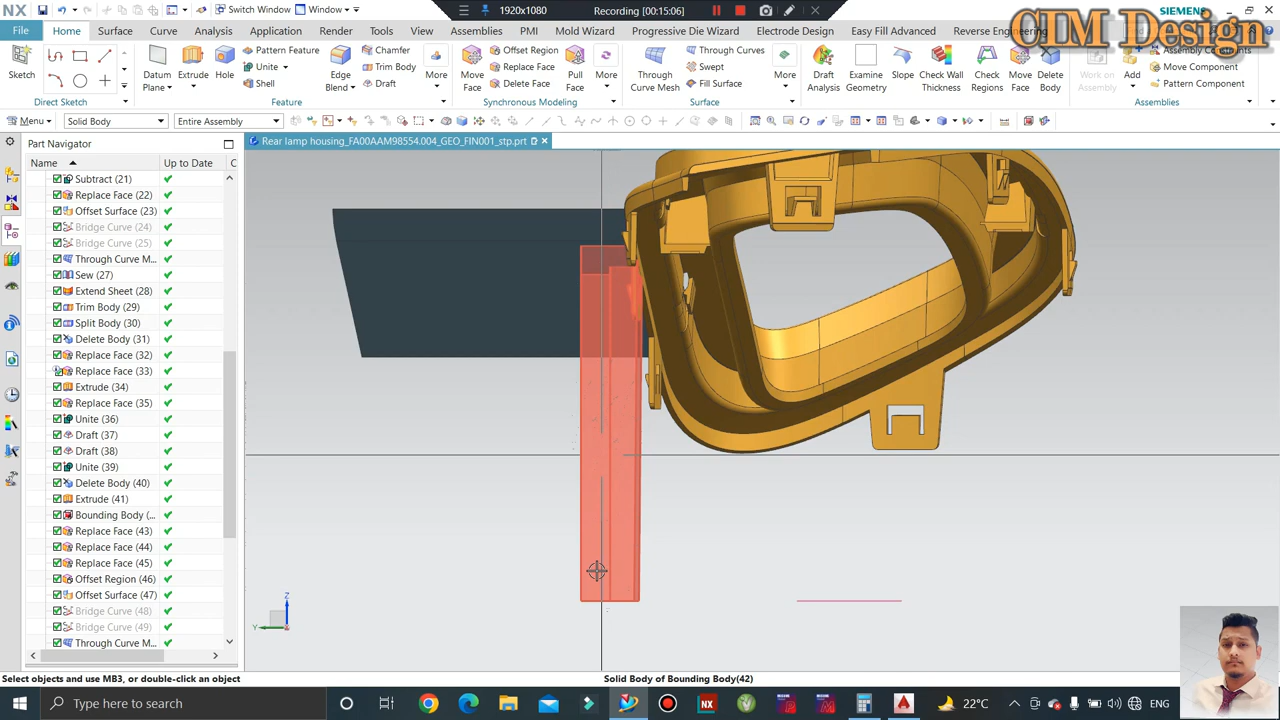 NX Switch Window Window 1920x1080 Recording [00:15:06] SIEMENS
CIM Design
File Home Surface Curve Analysis Application Render Tools View Assemblies PMI Mold Wizard Progressive Die Wizard Electrode Design Easy Fill Advanced Reverse Engineering
Pattern Feature Chamfer Offset Region Through Curves Assembly Constraints
Unite Trim Body Replace Face Swept Move Component
Shell Draft Delete Face Fill Surface Pattern Component
Sketch Datum Plane Extrude Hole Edge Blend More Move Face Pull Face More Through Curve Mesh More Draft Analysis Examine Geometry Slope Check Wall Thickness Check Regions Move Face Delete Body Work on Assembly Add
Direct Sketch Feature Synchronous Modeling Surface Assemblies
Menu Solid Body Entire Assembly
Part Navigator Rear lamp housing_FA00AAM98554.004_GEO_FIN001_stp.prt
Name Up to Date C
Subtract (21)
Replace Face (22)
Offset Surface (23)
Bridge Curve (24)
Bridge Curve (25)
Through Curve M...
Sew (27)
Extend Sheet (28)
Trim Body (29)
Split Body (30)
Delete Body (31)
Replace Face (32)
Replace Face (33)
Extrude (34)
Replace Face (35)
Unite (36)
Draft (37)
Draft (38)
Unite (39)
Delete Body (40)
Extrude (41)
Bounding Body (...
Replace Face (43)
Replace Face (44)
Replace Face (45)
Offset Region (46)
Offset Surface (47)
Bridge Curve (48)
Bridge Curve (49)
Through Curve M...
Z
Y
Select objects and use MB3, or double-click an object Solid Body of Bounding Body(42)
Type here to search NX 22°C ENG